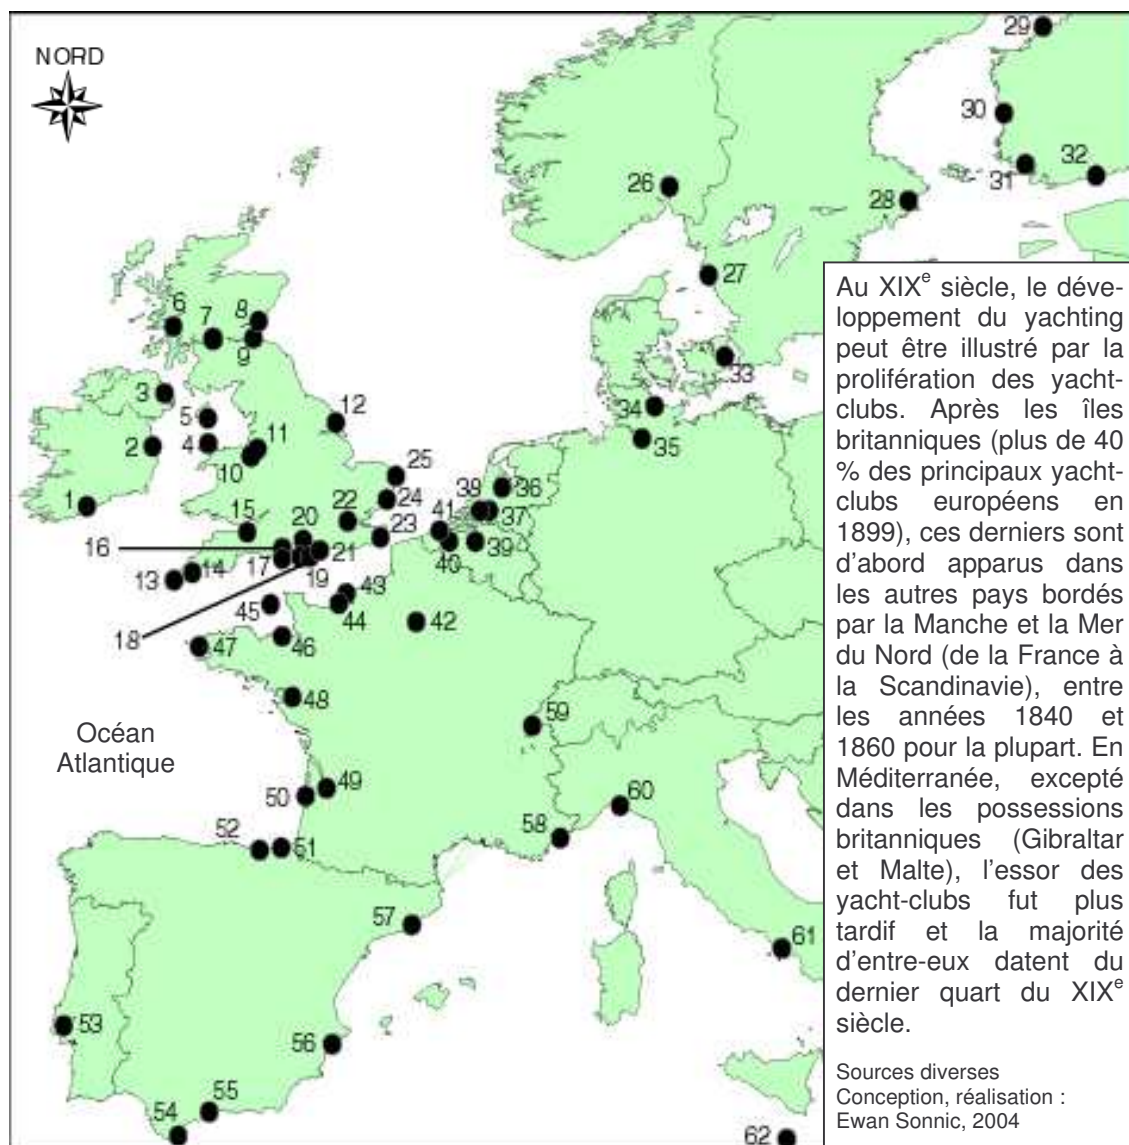 NORD
29
30
32
31
26
28
27
6
8
7
9
33
3
12
5
34
11
4
2
35
10
25
1
24
36
15
22
38
41
20
23
37
16
21
39
17
40
14
13
19
43
45
44
42
18
46
47
48
59
Océan
Atlantique
49
50
60
52
58
51
57
61
53
56
55
54
62
Au XIXe siècle, le déve-
loppement du yachting
peut être illustré par la
prolifération des yacht-
clubs. Après les îles
britanniques (plus de 40
% des principaux yacht-
clubs européens en
1899), ces derniers sont
d'abord apparus dans
les autres pays bordés
par la Manche et la Mer
du Nord (de la France à
la Scandinavie), entre
les années 1840 et
1860 pour la plupart. En
Méditerranée, excepté
dans les possessions
britanniques (Gibraltar
et Malte), l'essor des
yacht-clubs fut plus
tardif et la majorité
d'entre-eux datent du
dernier quart du XIXe
siècle.
Sources diverses
Conception, réalisation :
Ewan Sonnic, 2004